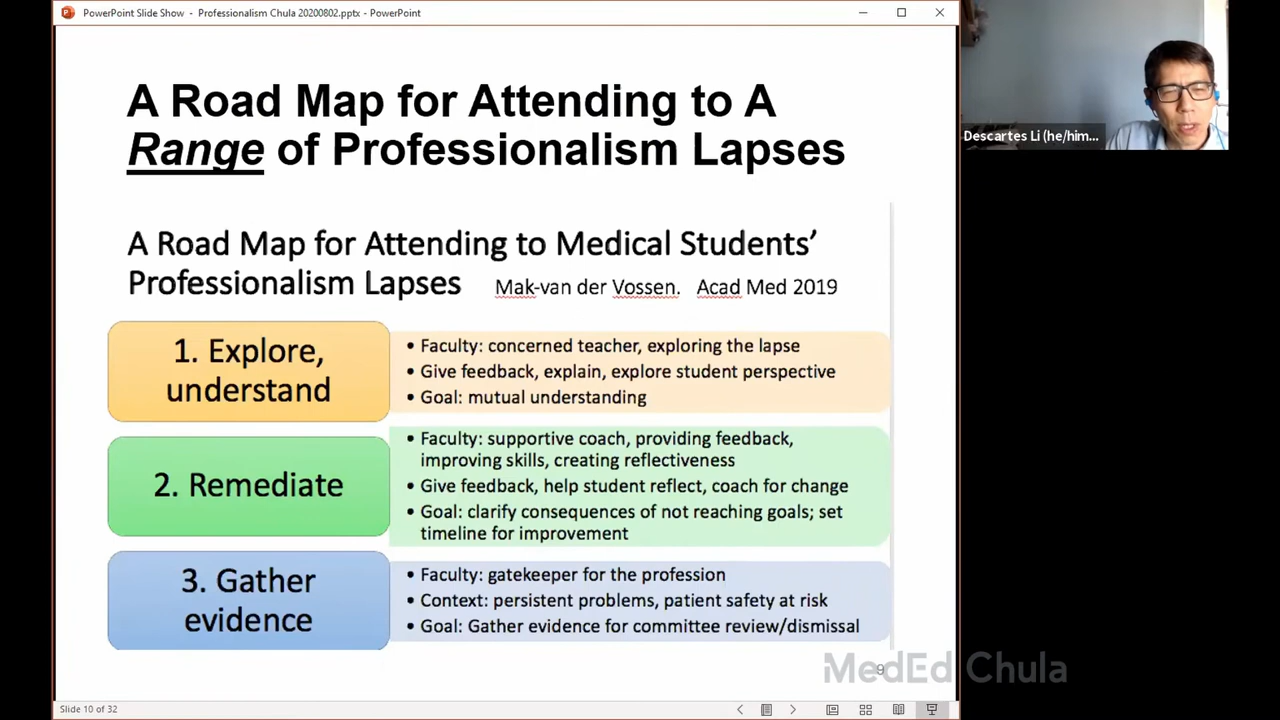 PowerPoint Slide Show - Professionalism Chula 20200802.pptx - PowerPoint
A Road Map for Attending to A
Range of Professionalism Lapses
A Road Map for Attending to Medical Students'
Professionalism Lapses Mak-van der Vossen. Acad Med 2019
1. Explore,
understand
• Faculty: concerned teacher, exploring the lapse
• Give feedback, explain, explore student perspective
• Goal: mutual understanding
2. Remediate
• Faculty: supportive coach, providing feedback,
improving skills, creating reflectiveness
• Give feedback, help student reflect, coach for change
• Goal: clarify consequences of not reaching goals; set
timeline for improvement
3. Gather
evidence
• Faculty: gatekeeper for the profession
• Context: persistent problems, patient safety at risk
• Goal: Gather evidence for committee review/dismissal
9
MedEd Chula
Slide 10 of 32
Descartes Li (he/him...